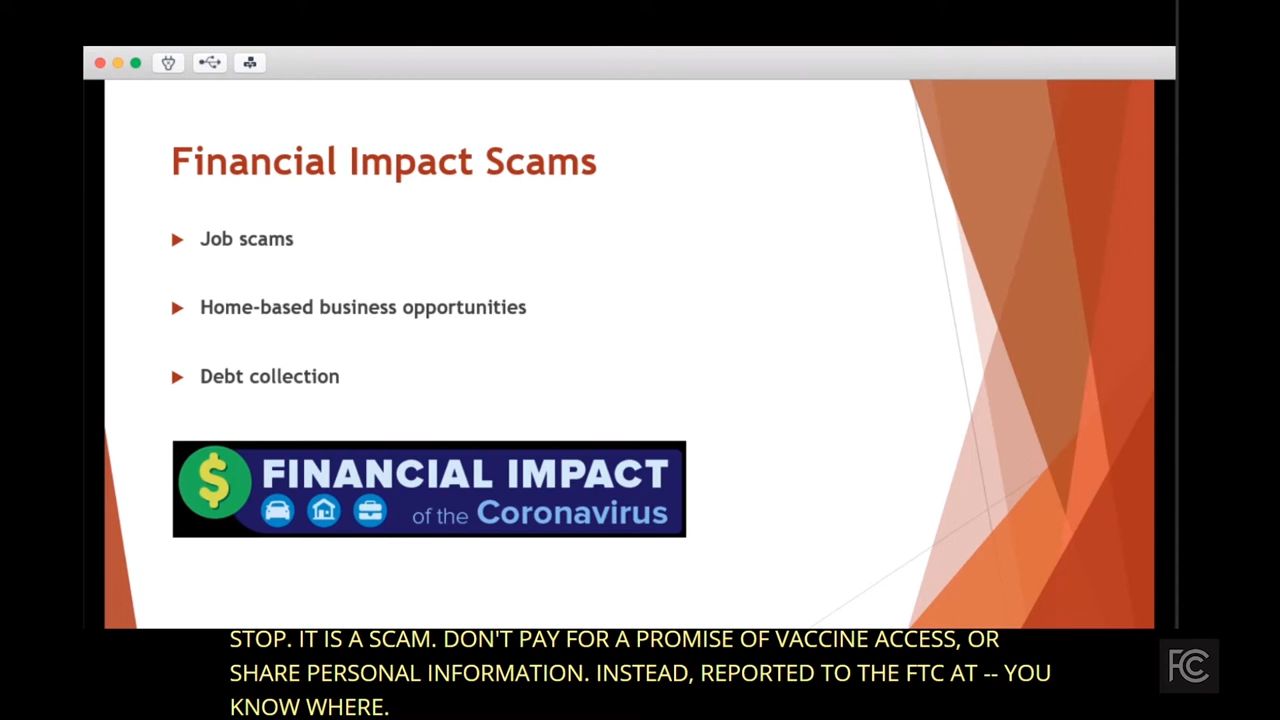 Financial Impact Scams
Job scams
Home-based business opportunities
Debt collection
$ FINANCIAL IMPACT
of the Coronavirus
STOP. IT IS A SCAM. DON'T PAY FOR A PROMISE OF VACCINE ACCESS, OR
SHARE PERSONAL INFORMATION. INSTEAD, REPORTED TO THE FTC AT -- YOU
KNOW WHERE.
FCC